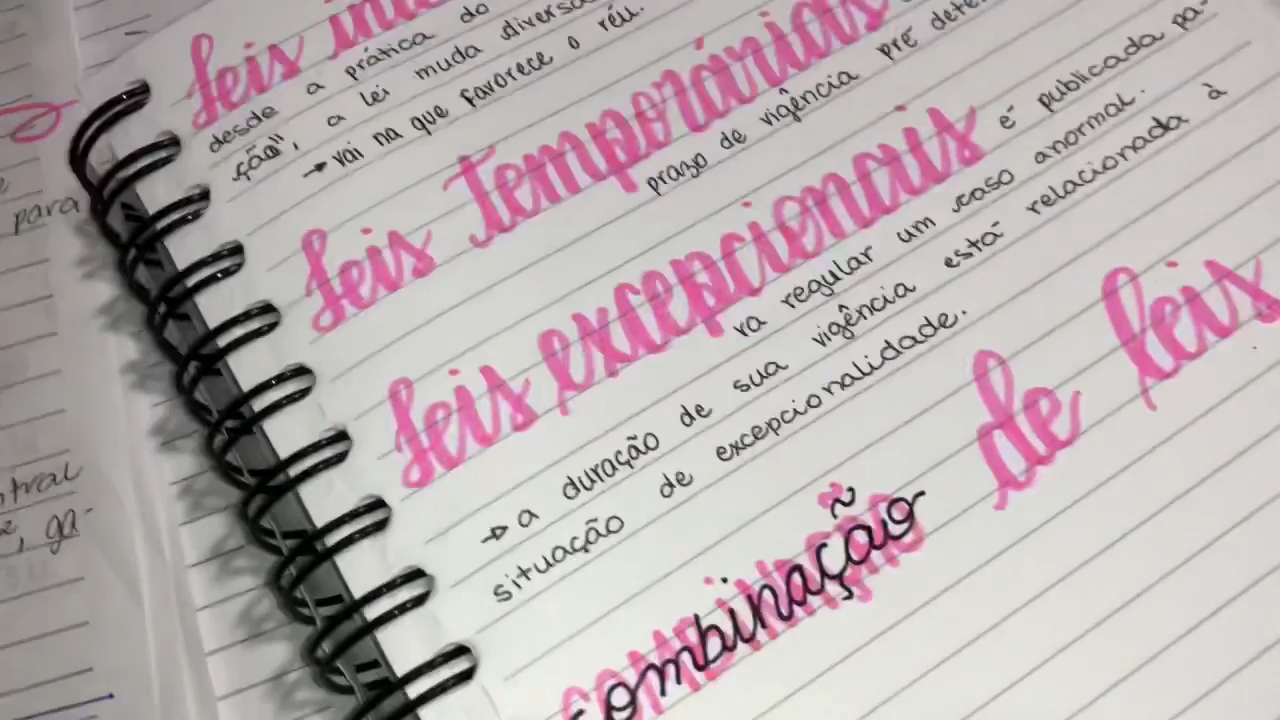 Leis
desde a prática do
ção", a lei muda diversa
→ vai na que favorece o réu.
Leis temporárias
prazo de vigência pré
Leis excepcionais é publicada pa-
ra regular um caso anormal.
→ a duração de sua vigência está relacionada à
situação de excepcionalidade.
combinação de leis
para